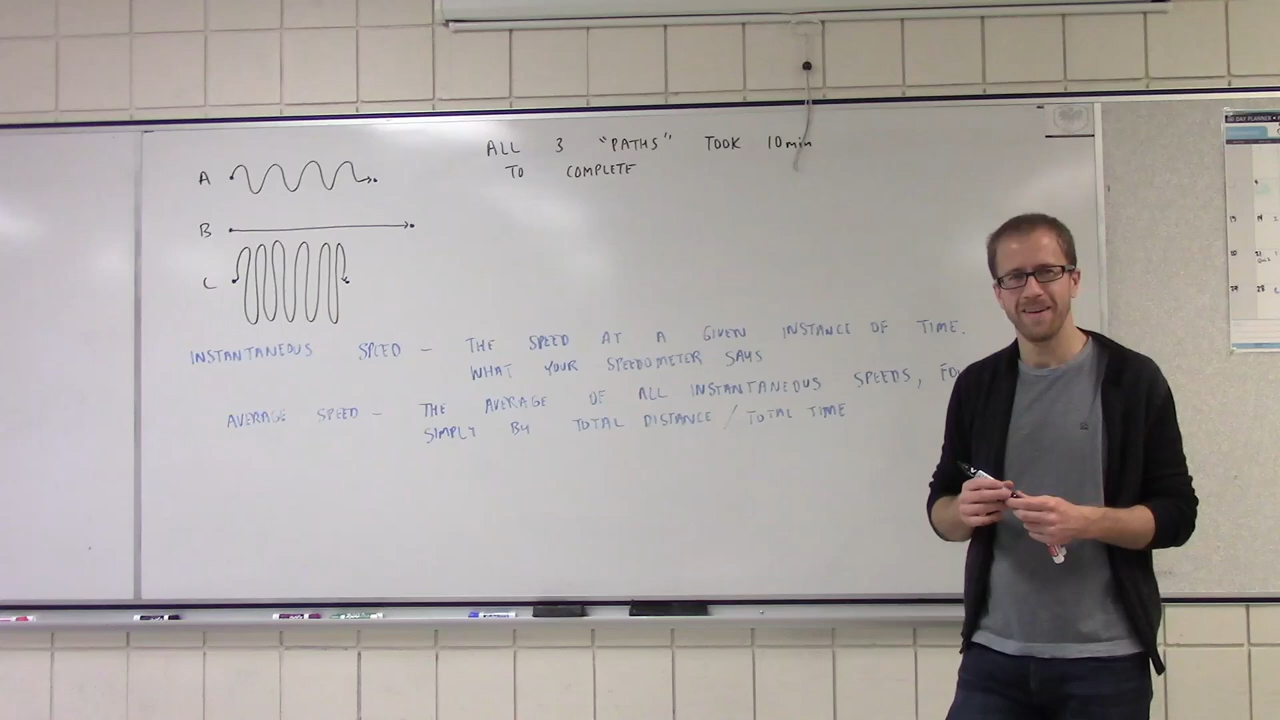 ALL 3 "PATHS" TOOK 10min
TO COMPLETE
A
B
C
INSTANTANEOUS SPEED - THE SPEED AT A GIVEN INSTANCE OF TIME.
WHAT YOUR SPEEDOMETER SAYS
AVERAGE SPEED - THE AVERAGE OF ALL INSTANTANEOUS SPEEDS,
SIMPLY BY TOTAL DISTANCE / TOTAL TIME